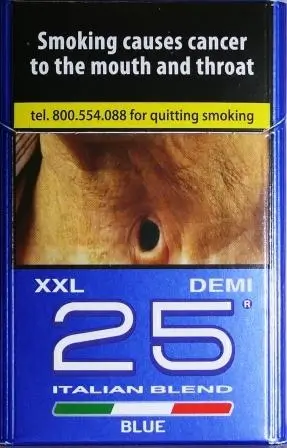 Smoking causes cancer
to the mouth and throat
tel. 800.554.088 for quitting smoking
XXL DEMI
25®
ITALIAN BLEND
BLUE